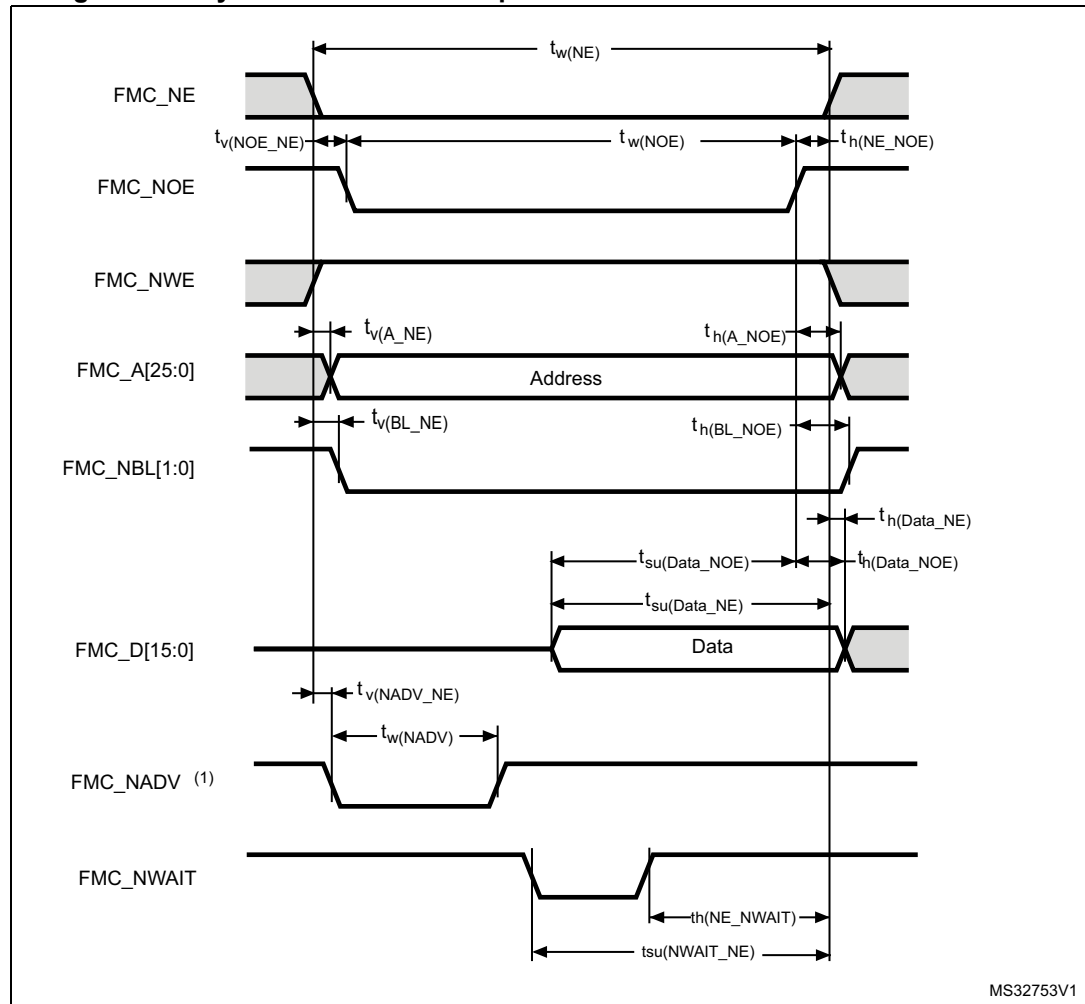 tw(NE)
FMC_NE
tv(NOE_NE)
tw(NOE)
th(NE_NOE)
FMC_NOE
FMC_NWE
tv(A_NE)
th(A_NOE)
FMC_A[25:0]
Address
tv(BL_NE)
th(BL_NOE)
FMC_NBL[1:0]
th(Data_NE)
tsu(Data_NOE)
th(Data_NOE)
tsu(Data_NE)
FMC_D[15:0]
Data
tv(NADV_NE)
tw(NADV)
FMC_NADV (1)
FMC_NWAIT
th(NE_NWAIT)
tsu(NWAIT_NE)
MS32753V1